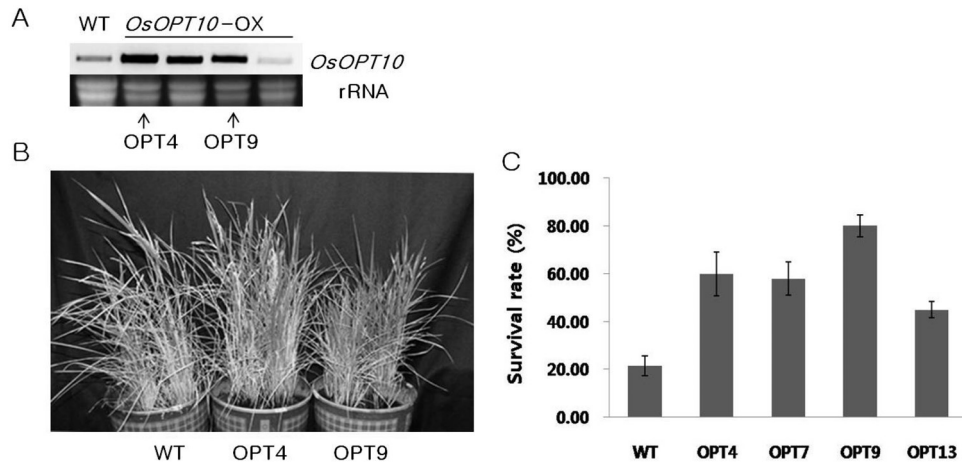 A
WT OsOPT10-OX
OsOPT10
rRNA
OPT4 OPT9
B
WT OPT4 OPT9
C
100.00
80.00
60.00
40.00
20.00
0.00
Survival rate (%)
WT OPT4 OPT7 OPT9 OPT13